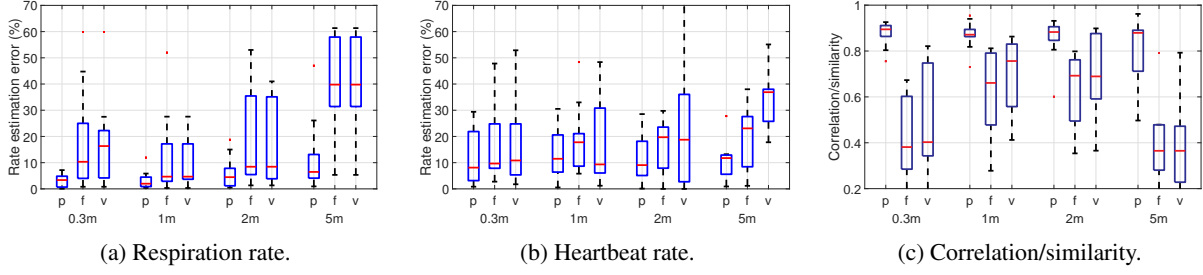 Rate estimation error (%)
70
60
50
40
30
20
10
0
p f v p f v p f v p f v
0.3m 1m 2m 5m
(a) Respiration rate.
Rate estimation error (%)
70
60
50
40
30
20
10
0
p f v p f v p f v p f v
0.3m 1m 2m 5m
(b) Heartbeat rate.
Correlation/similarity
1
0.8
0.6
0.4
0.2
p f v p f v p f v p f v
0.3m 1m 2m 5m
(c) Correlation/similarity.